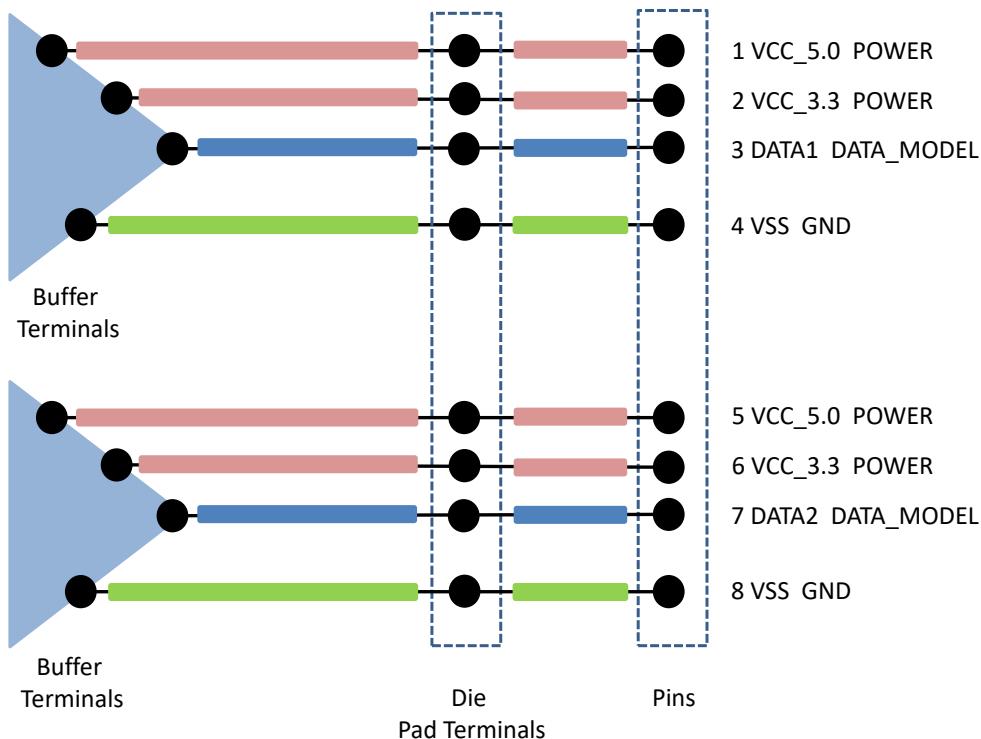 1 VCC_5.0 POWER
2 VCC_3.3 POWER
3 DATA1 DATA_MODEL
4 VSS GND
Buffer
Terminals
5 VCC_5.0 POWER
6 VCC_3.3 POWER
7 DATA2 DATA_MODEL
8 VSS GND
Buffer
Terminals
Die
Pad Terminals
Pins